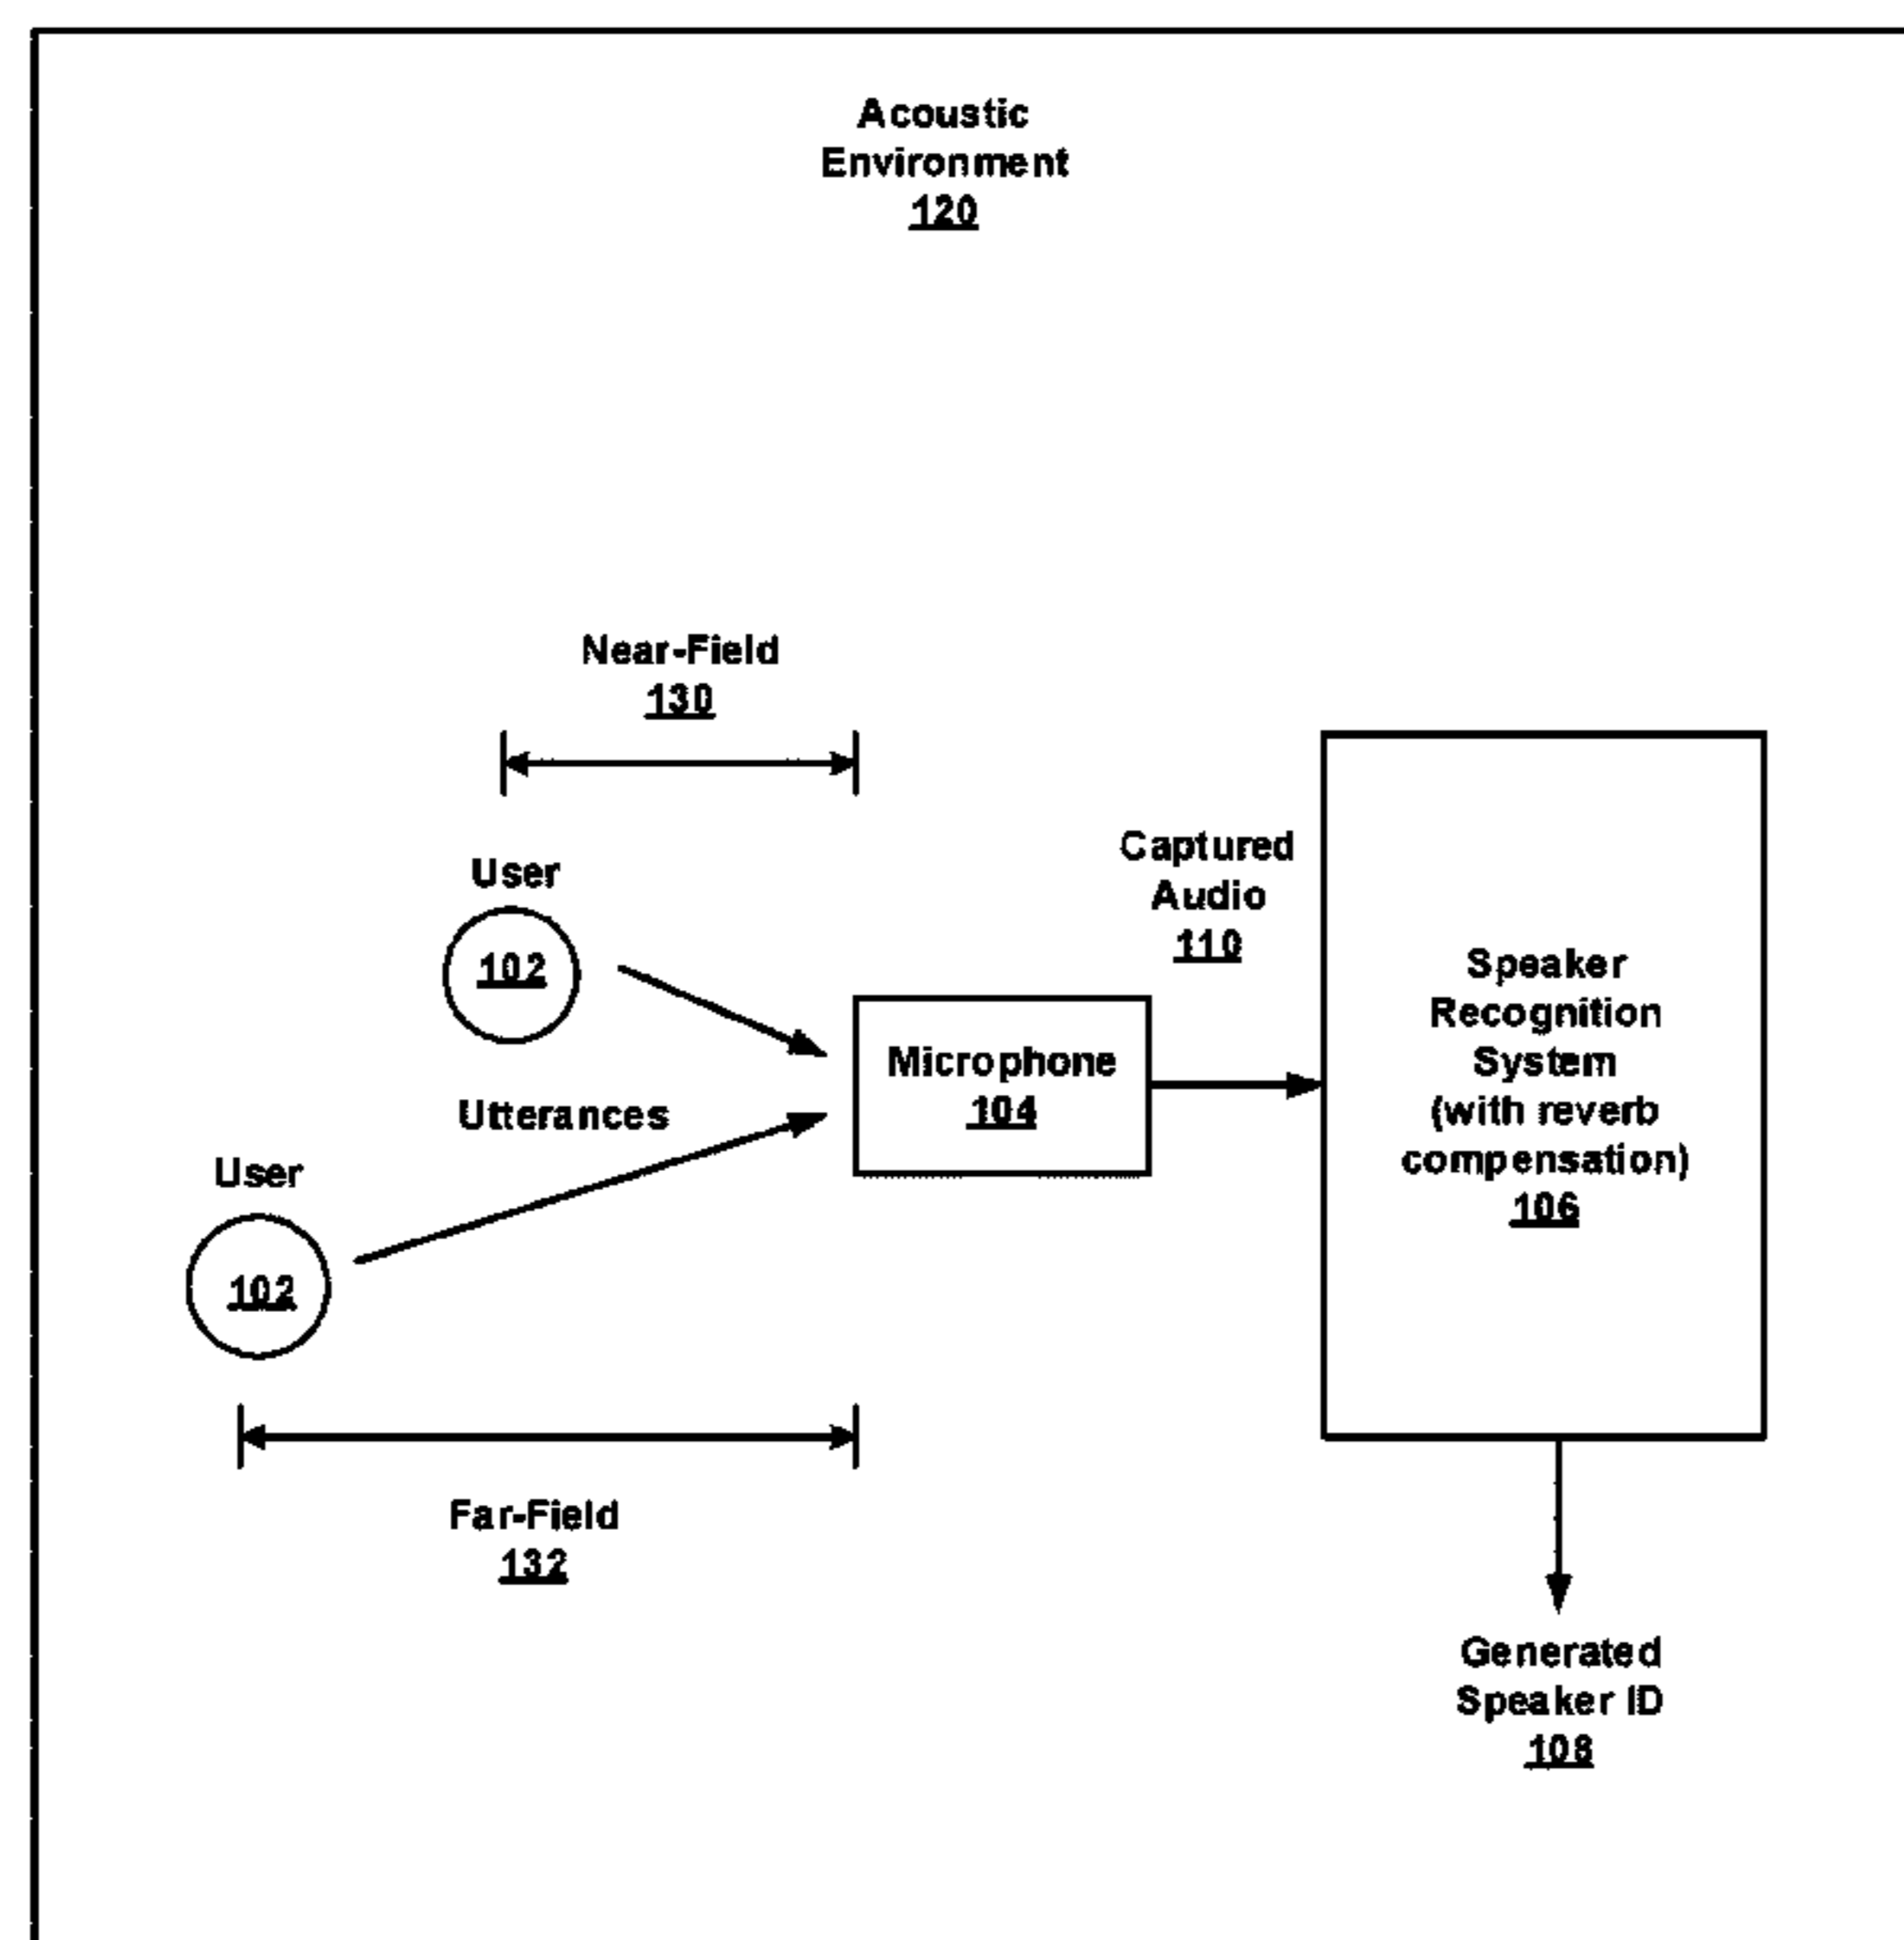 Acoustic
Environment
120
Near-Field
130
User
102
Utterances
User
102
Far-Field
132
Microphone
104
Captured
Audio
110
Speaker
Recognition
System
(with reverb
compensation)
106
Generated
Speaker ID
108